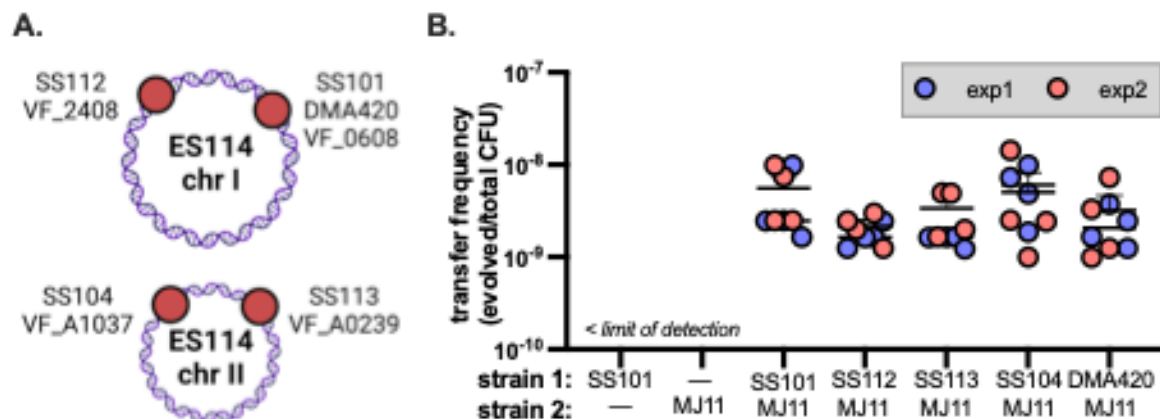 A.
SS112
VF_2408
SS101
DMA420
VF_0608
ES114
chr I
SS104
VF_A1037
SS113
VF_A0239
ES114
chr II
B.
transfer frequency
(evolved/total CFU)
10-7
10-8
10-9
10-10
exp1 exp2
< limit of detection
strain 1: SS101 — SS101 SS112 SS113 SS104 DMA420
strain 2: — MJ11 MJ11 MJ11 MJ11 MJ11 MJ11